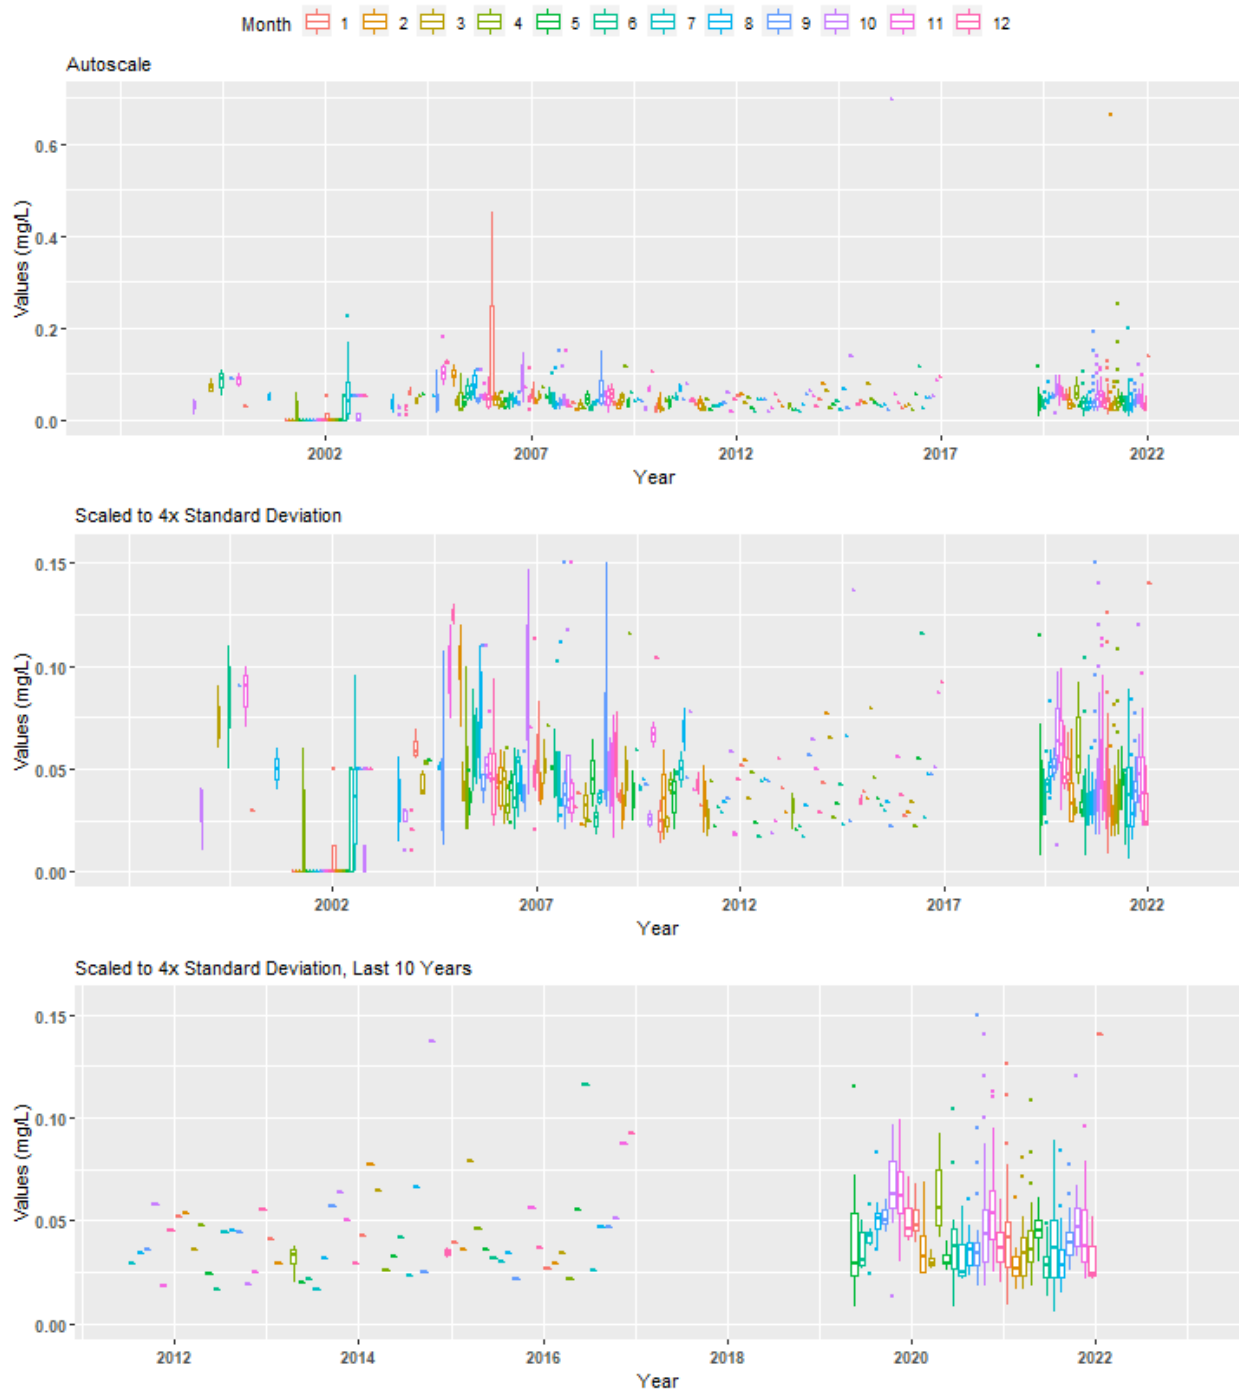 Month 1 2 3 4 5 6 7 8 9 10 11 12
Autoscale
Values (mg/L)
0.6
0.4
0.2
0.0
2002 2007 2012 2017 2022
Year
Scaled to 4x Standard Deviation
Values (mg/L)
0.15
0.10
0.05
0.00
2002 2007 2012 2017 2022
Year
Scaled to 4x Standard Deviation, Last 10 Years
Values (mg/L)
0.15
0.10
0.05
0.00
2012 2014 2016 2018 2020 2022
Year